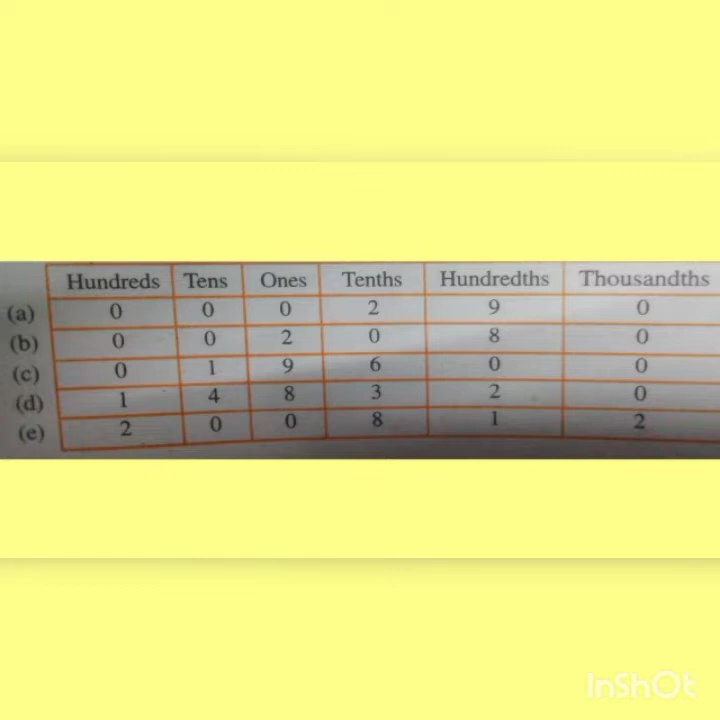 Hundreds Tens Ones Tenths Hundredths Thousandths
(a) 0 0 0 2 9 0
(b) 0 0 2 0 8 0
(c) 0 1 9 6 0 0
(d) 1 4 8 3 2 0
(e) 2 0 0 8 1 2
InShOt